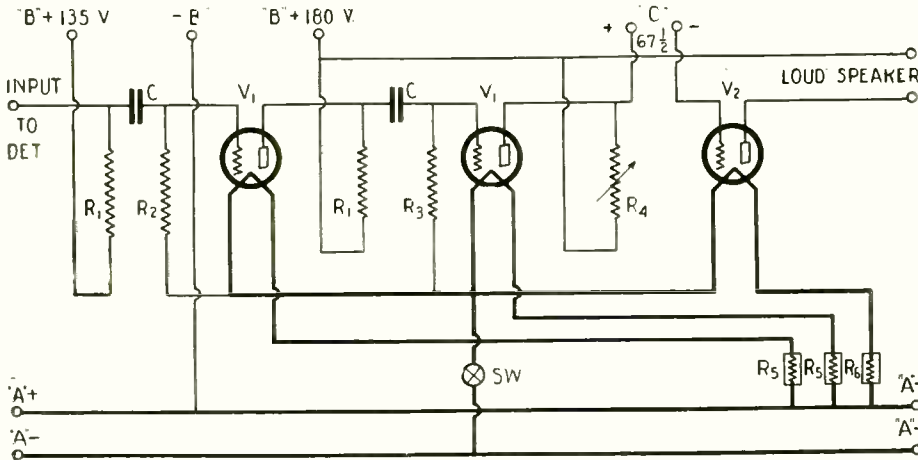 "B"+135 V. -B "B"+180 V. "C"
+ 67½ -
INPUT C V₁ C V₁ V₂ LOUD SPEAKER
TO
DET
R₁ R₂ R₁ R₃ R₄
SW R₅ R₅ R₆
"A"+ "A"+
"A"- "A"-